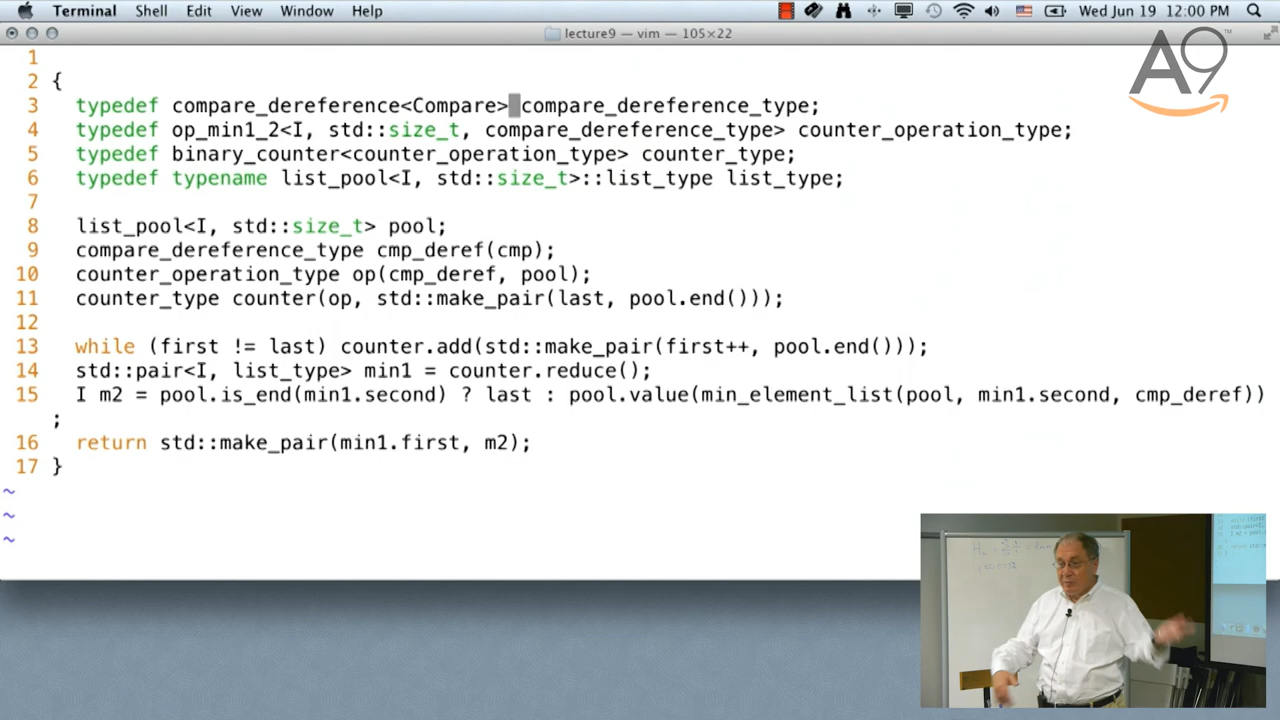 Terminal Shell Edit View Window Help Wed Jun 19 12:00 PM
lecture9 — vim — 105×22
A9™
1
2 {
3 typedef compare_dereference<Compare> compare_dereference_type;
4 typedef op_min1_2<I, std::size_t, compare_dereference_type> counter_operation_type;
5 typedef binary_counter<counter_operation_type> counter_type;
6 typedef typename list_pool<I, std::size_t>::list_type list_type;
7
8 list_pool<I, std::size_t> pool;
9 compare_dereference_type cmp_deref(cmp);
10 counter_operation_type op(cmp_deref, pool);
11 counter_type counter(op, std::make_pair(last, pool.end()));
12
13 while (first != last) counter.add(std::make_pair(first++, pool.end()));
14 std::pair<I, list_type> min1 = counter.reduce();
15 I m2 = pool.is_end(min1.second) ? last : pool.value(min_element_list(pool, min1.second, cmp_deref))
;
16 return std::make_pair(min1.first, m2);
17 }
~
~
~